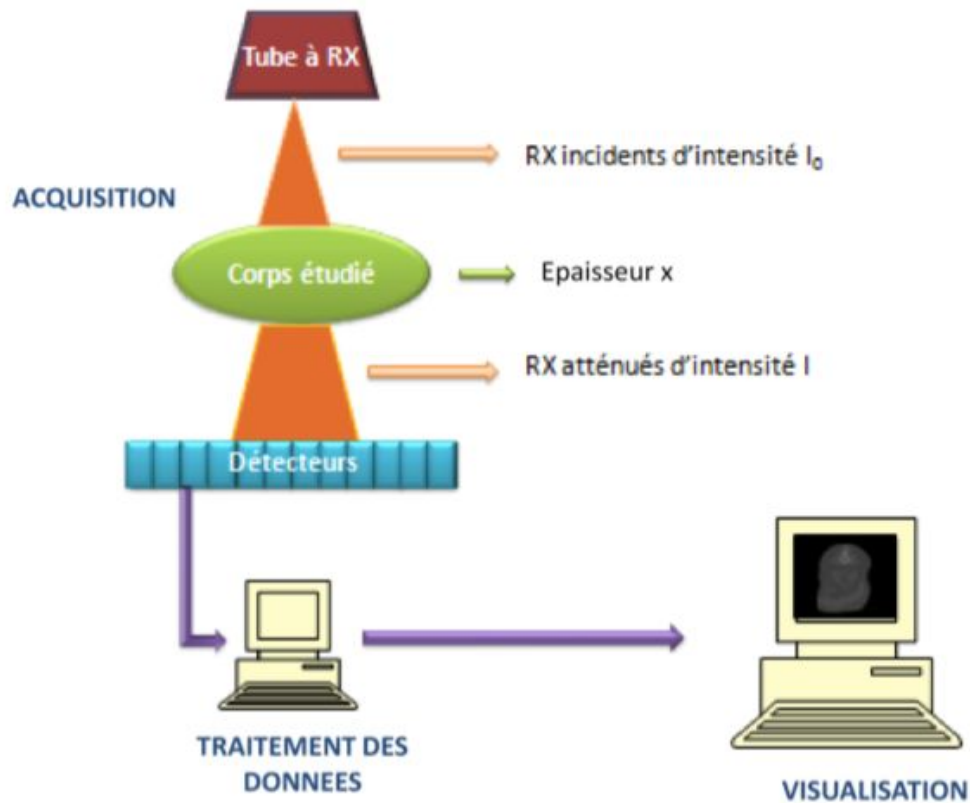 Tube à RX
RX incidents d'intensité I₀
ACQUISITION
Corps étudié
Epaisseur x
RX atténués d'intensité I
Détecteurs
TRAITEMENT DES
DONNEES
VISUALISATION